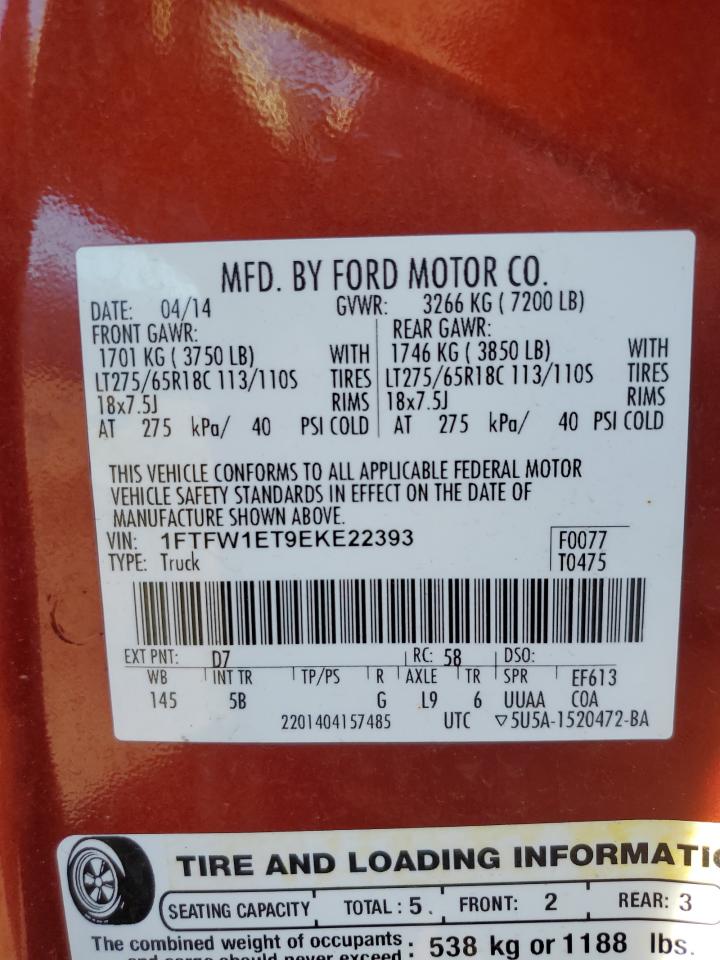 MFD. BY FORD MOTOR CO.
DATE: 04/14 GVWR: 3266 KG ( 7200 LB)
FRONT GAWR: REAR GAWR:
1701 KG ( 3750 LB) WITH 1746 KG ( 3850 LB) WITH
LT275/65R18C 113/110S TIRES LT275/65R18C 113/110S TIRES
18x7.5J RIMS 18x7.5J RIMS
AT 275 kPa/ 40 PSI COLD AT 275 kPa/ 40 PSI COLD
THIS VEHICLE CONFORMS TO ALL APPLICABLE FEDERAL MOTOR
VEHICLE SAFETY STANDARDS IN EFFECT ON THE DATE OF
MANUFACTURE SHOWN ABOVE.
VIN: 1FTFW1ET9EKE22393 F0077
TYPE: Truck T0475
EXT PNT: D7 RC: 58 DSO:
WB INT TR TP/PS R AXLE TR SPR EF613
145 5B G L9 6 UUAA COA
2201404157485 UTC ▽5U5A-1520472-BA
TIRE AND LOADING INFORMATI
SEATING CAPACITY TOTAL : 5 FRONT: 2 REAR: 3
The combined weight of occupants : 538 kg or 1188 lbs.
and cargo should never exceed :